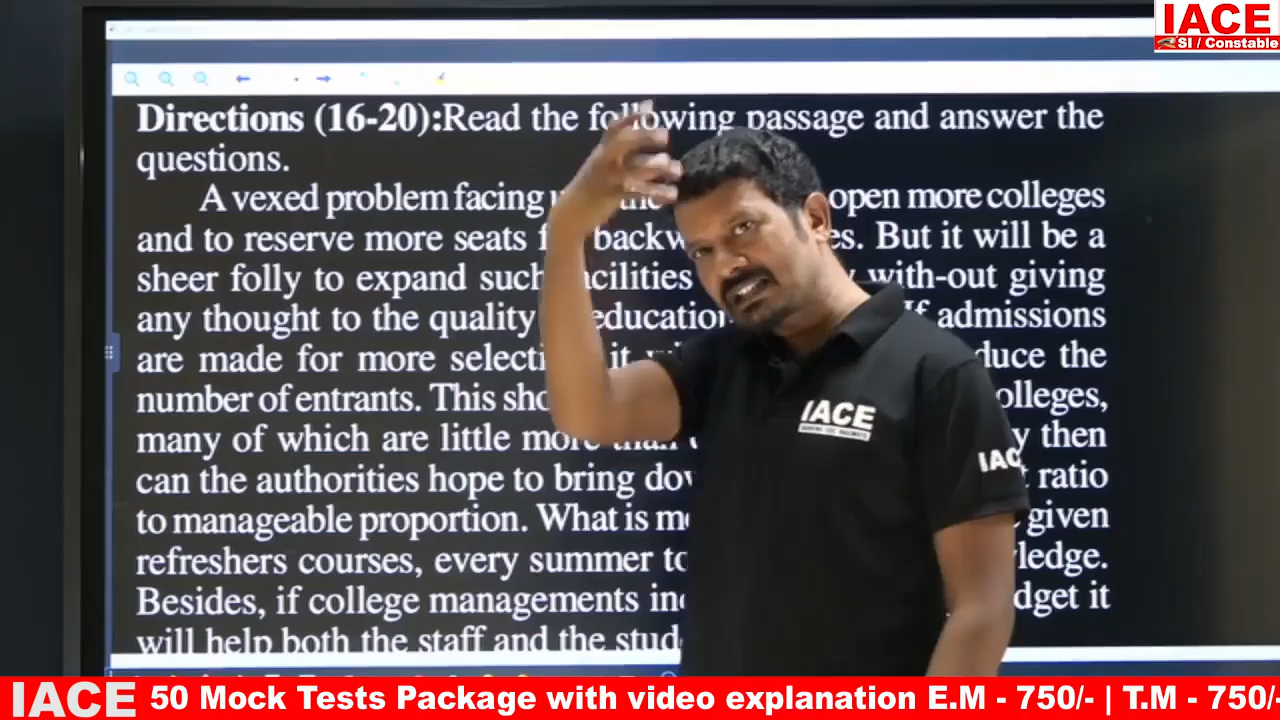 IACE
SI / Constable
Directions (16-20):Read the following passage and answer the
questions.
A vexed problem facing open more colleges
and to reserve more seats backw es. But it will be a
sheer folly to expand such acilities with-out giving
any thought to the quality education If admissions
are made for more selecti it duce the
number of entrants. This sho olleges,
many of which are little more than y then
can the authorities hope to bring dow ratio
to manageable proportion. What is mo given
refreshers courses, every summer to ledge.
Besides, if college managements inc dget it
will help both the staff and the stud
IACE
IAC
IACE 50 Mock Tests Package with video explanation E.M - 750/- | T.M - 750/-